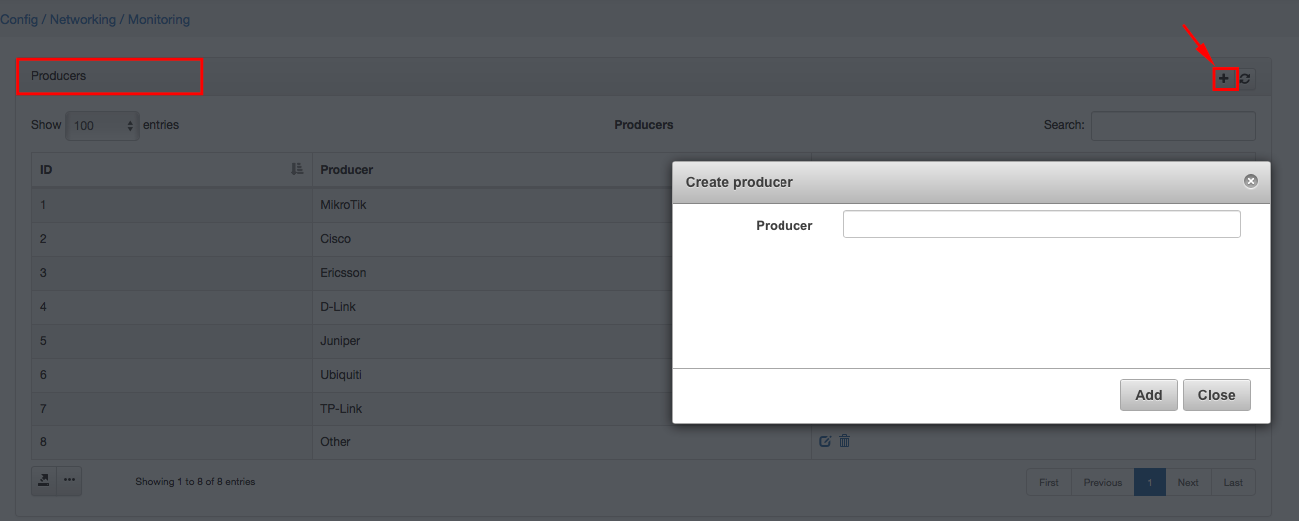 Config / Networking / Monitoring
Producers
Show 100 entries
Producers
Search:
ID Producer
1 MikroTik
2 Cisco
3 Ericsson
4 D-Link
5 Juniper
6 Ubiquiti
7 TP-Link
8 Other
Create producer
Producer
Add Close
Showing 1 to 8 of 8 entries
First Previous 1 Next Last